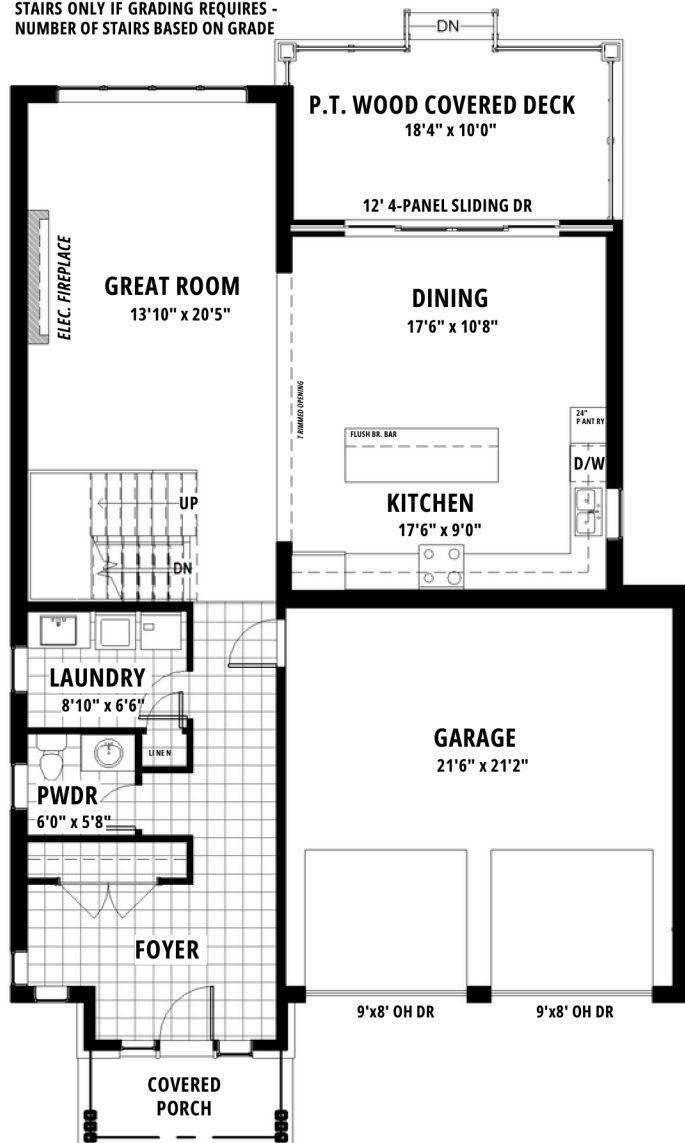 STAIRS ONLY IF GRADING REQUIRES -
NUMBER OF STAIRS BASED ON GRADE
DN
P.T. WOOD COVERED DECK
18'4" x 10'0"
12' 4-PANEL SLIDING DR
ELEC. FIREPLACE
GREAT ROOM
13'10" x 20'5"
DINING
17'6" x 10'8"
TRIMMED OPENING
24"
PANTRY
FLUSH BR. BAR
D/W
KITCHEN
17'6" x 9'0"
UP
DN
LAUNDRY
8'10" x 6'6"
LINEN
GARAGE
21'6" x 21'2"
PWDR
6'0" x 5'8"
FOYER
9'x8' OH DR
9'x8' OH DR
COVERED
PORCH